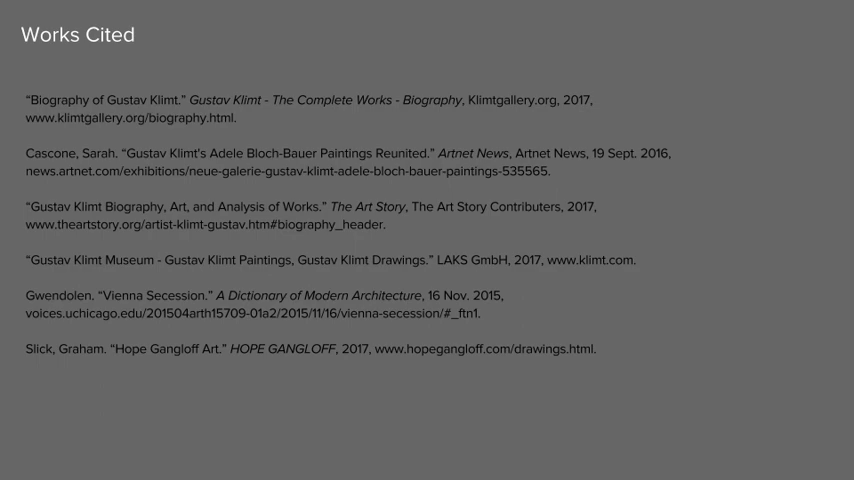 Works Cited
“Biography of Gustav Klimt.” Gustav Klimt - The Complete Works - Biography, Klimtgallery.org, 2017,
www.klimtgallery.org/biography.html.
Cascone, Sarah. “Gustav Klimt's Adele Bloch-Bauer Paintings Reunited.” Artnet News, Artnet News, 19 Sept. 2016,
news.artnet.com/exhibitions/neue-galerie-gustav-klimt-adele-bloch-bauer-paintings-535565.
“Gustav Klimt Biography, Art, and Analysis of Works.” The Art Story, The Art Story Contributers, 2017,
www.theartstory.org/artist-klimt-gustav.htm#biography_header.
“Gustav Klimt Museum - Gustav Klimt Paintings, Gustav Klimt Drawings.” LAKS GmbH, 2017, www.klimt.com.
Gwendolen. “Vienna Secession.” A Dictionary of Modern Architecture, 16 Nov. 2015,
voices.uchicago.edu/201504arth15709-01a2/2015/11/16/vienna-secession/#_ftn1.
Slick, Graham. “Hope Gangloff Art.” HOPE GANGLOFF, 2017, www.hopegangloff.com/drawings.html.